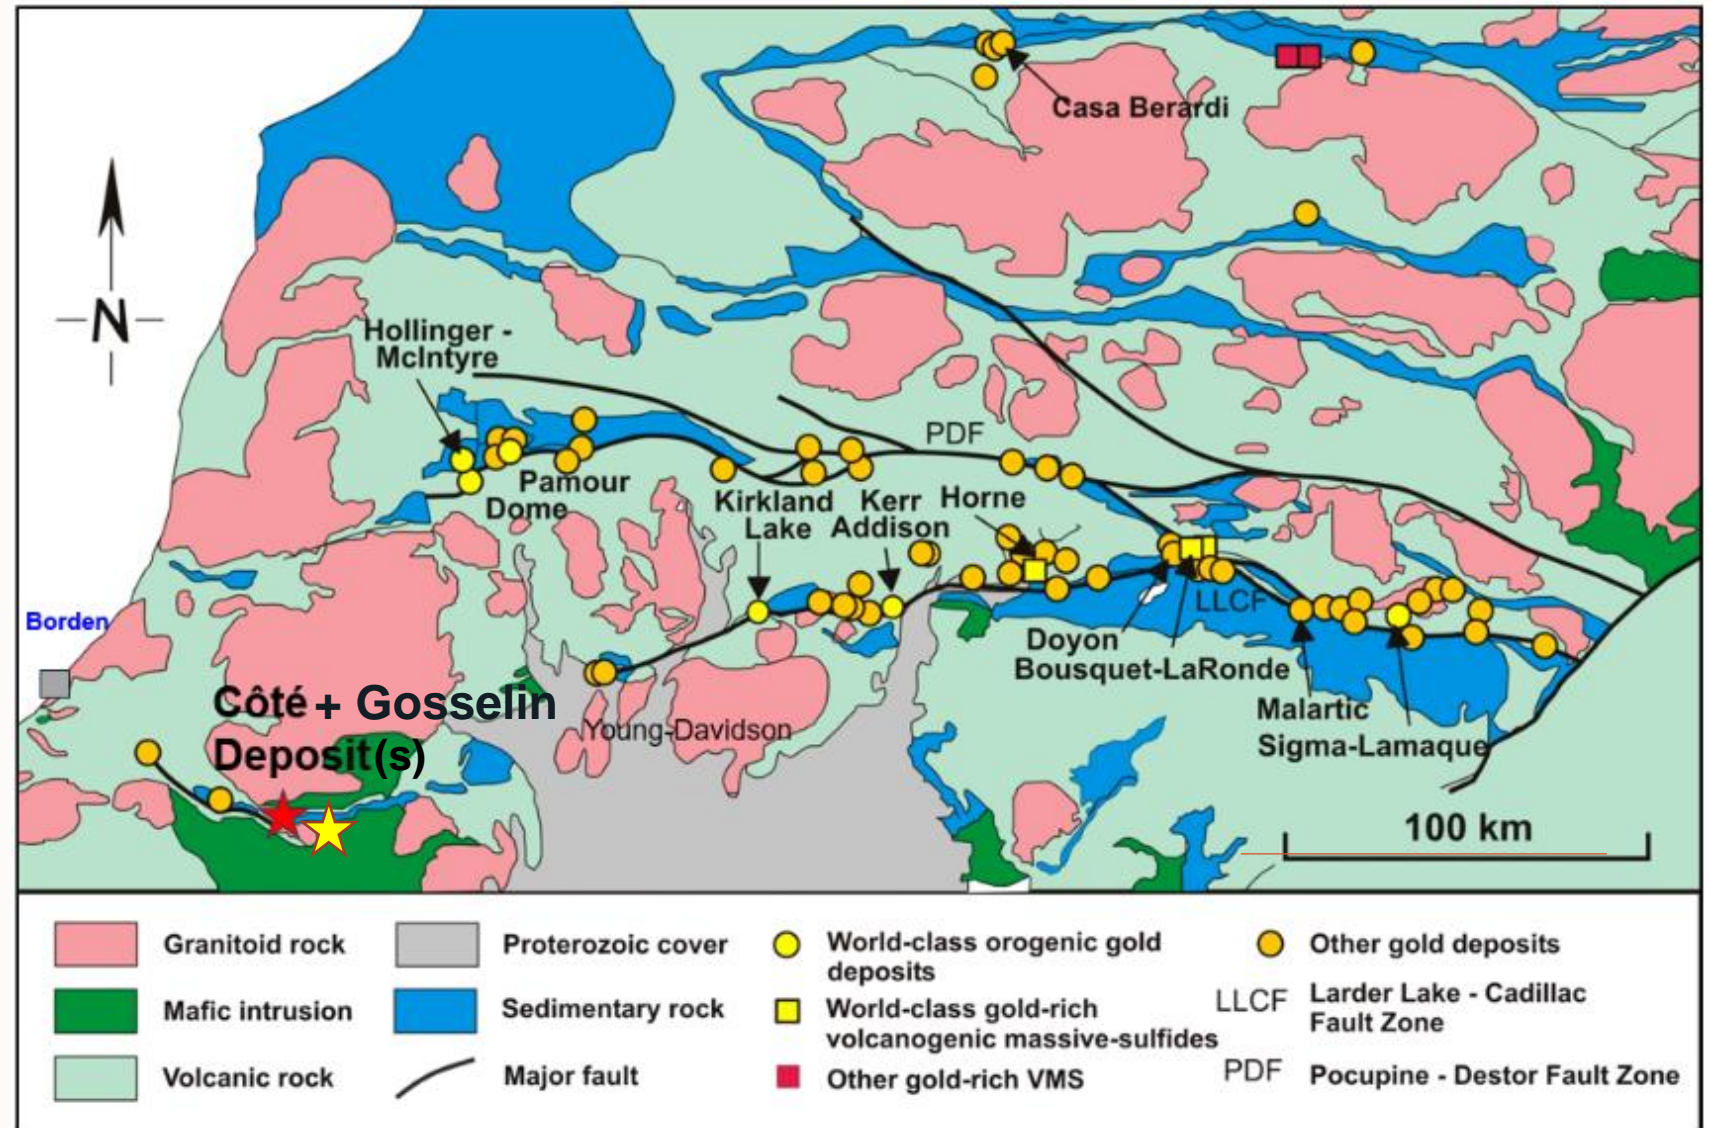 Casa Berardi
N
Hollinger -
McIntyre
PDF
Pamour
Dome
Kirkland
Lake
Kerr
Addison
Horne
LLCF
Borden
Doyon
Bousquet-LaRonde
Côté + Gosselin
Deposit(s)
Young-Davidson
Malartic
Sigma-Lamaque
100 km
Granitoid rock
Mafic intrusion
Volcanic rock
Proterozoic cover
Sedimentary rock
Major fault
World-class orogenic gold
deposits
World-class gold-rich
volcanogenic massive-sulfides
Other gold-rich VMS
Other gold deposits
LLCF Larder Lake - Cadillac
Fault Zone
PDF Pocupine - Destor Fault Zone